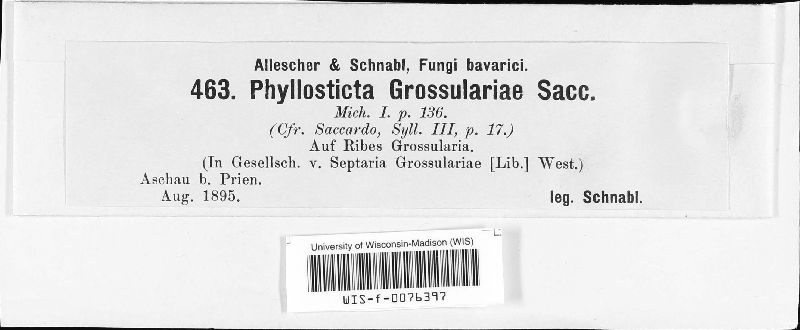 Allescher & Schnabl, Fungi bavarici.
463. Phyllosticta Grossulariae Sacc.
Mich. I. p. 136.
(Cfr. Saccardo, Syll. III, p. 17.)
Auf Ribes Grossularia.
(In Gesellsch. v. Septaria Grossulariae [Lib.] West.)
Aschau b. Prien.
Aug. 1895. leg. Schnabl.
University of Wisconsin-Madison (WIS)
WIS-f-0076397